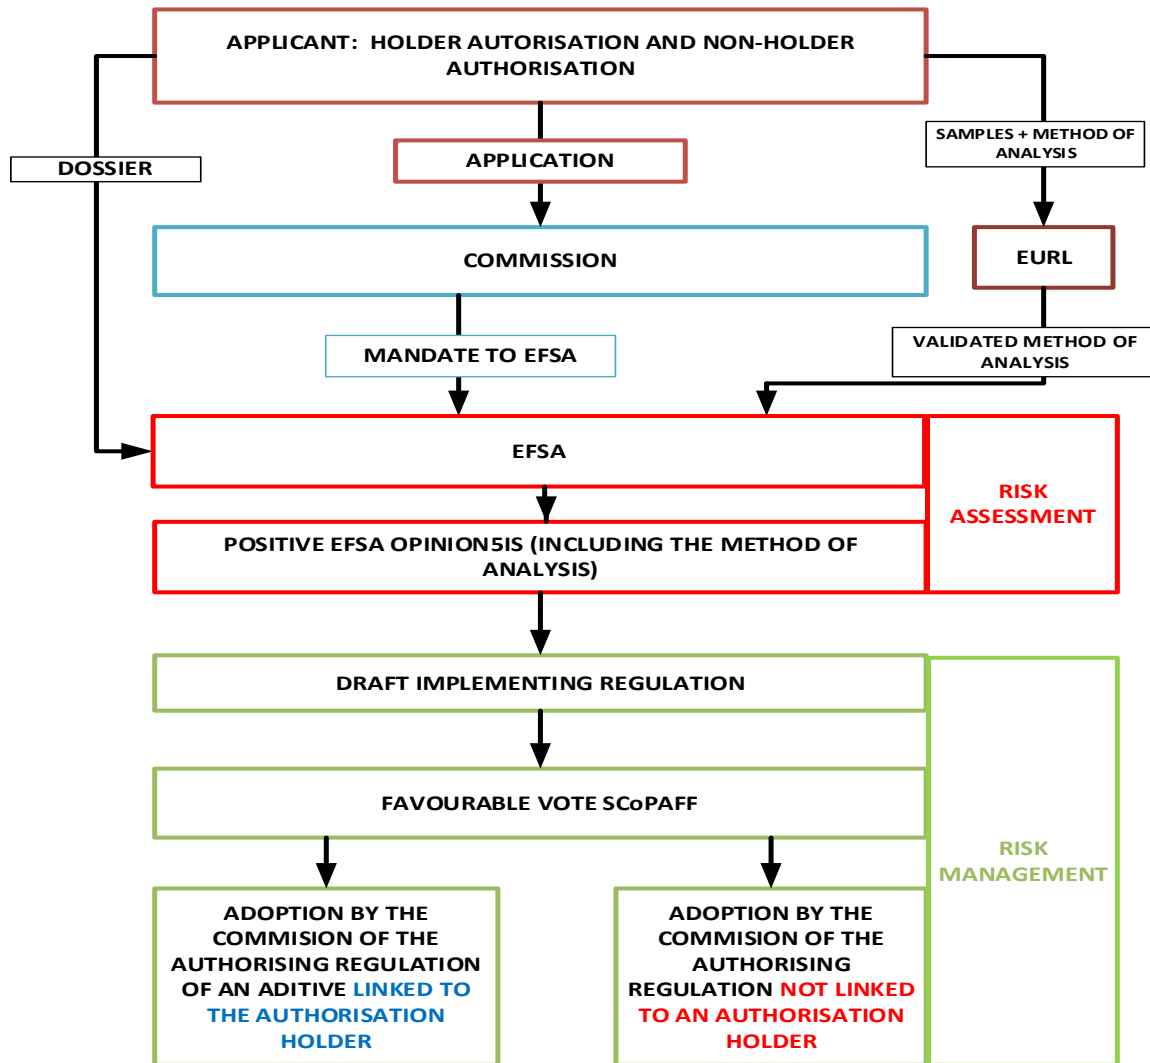 APPLICANT:  HOLDER AUTORISATION AND NON-HOLDER
AUTHORISATION
DOSSIER
APPLICATION
SAMPLES + METHOD OF
ANALYSIS
COMMISSION
EURL
MANDATE TO EFSA
VALIDATED METHOD OF
ANALYSIS
EFSA
RISK
ASSESSMENT
POSITIVE EFSA OPINION5IS (INCLUDING THE METHOD OF
ANALYSIS)
DRAFT IMPLEMENTING REGULATION
FAVOURABLE VOTE SCoPAFF
RISK
MANAGEMENT
ADOPTION BY THE
COMMISION OF THE
AUTHORISING REGULATION
OF AN ADITIVE LINKED TO
THE AUTHORISATION
HOLDER
ADOPTION BY THE
COMMISION OF THE
AUTHORISING
REGULATION NOT LINKED
TO AN AUTHORISATION
HOLDER